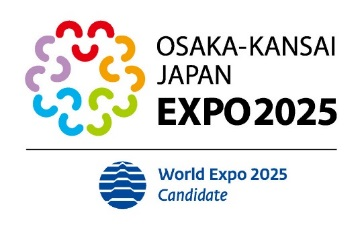 OSAKA-KANSAI
JAPAN
EXPO2025
World Expo 2025
Candidate